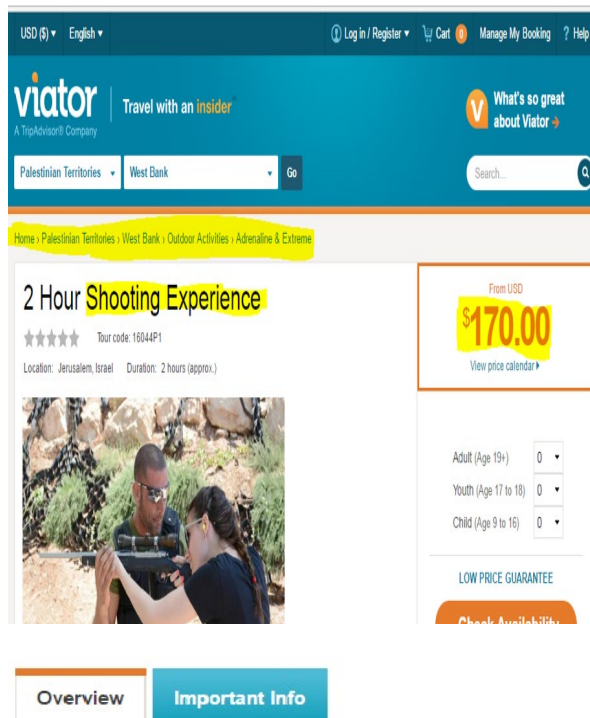 USD ($) English Log in / Register Cart 0 Manage My Booking ? Help
viator Travel with an insider
A TripAdvisor® Company
What's so great
about Viator
Palestinian Territories West Bank Go Search...
Home › Palestinian Territories › West Bank › Outdoor Activities › Adrenaline & Extreme
2 Hour Shooting Experience
Tour code: 16044P1
Location: Jerusalem, Israel Duration: 2 hours (approx.)
From USD
$170.00
View price calendar
Adult (Age 19+) 0
Youth (Age 17 to 18) 0
Child (Age 9 to 16) 0
LOW PRICE GUARANTEE
Check Availability
Overview Important Info